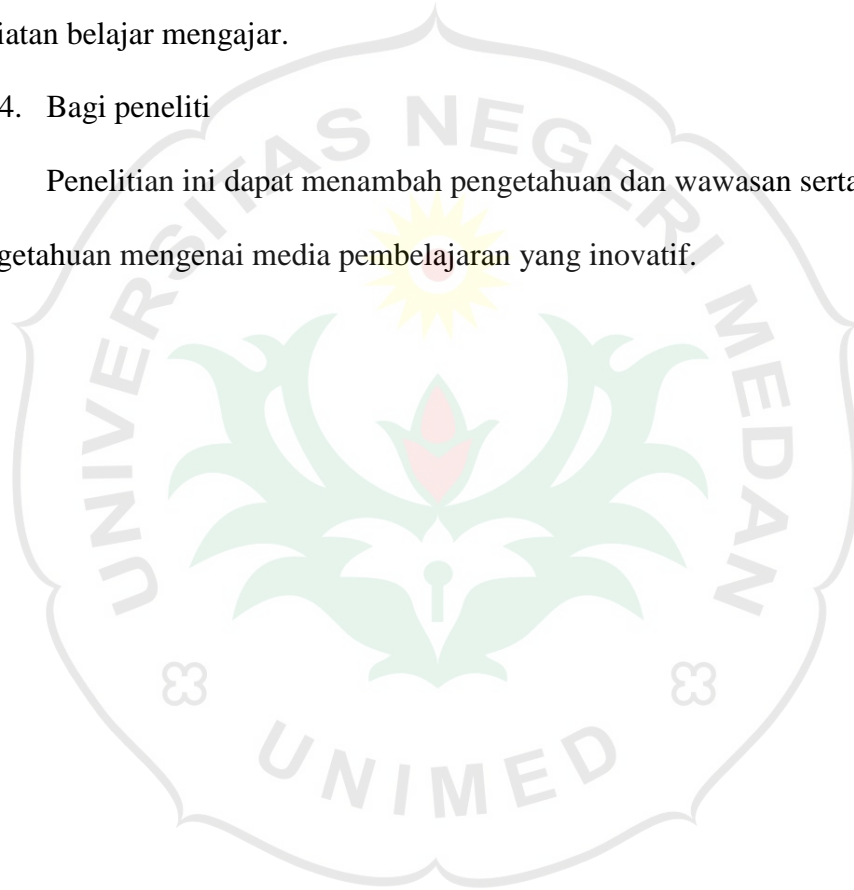 iatan belajar mengajar.
4. Bagi peneliti
Penelitian ini dapat menambah pengetahuan dan wawasan serta
getahuan mengenai media pembelajaran yang inovatif.
UNIVERSITAS NEGERI MEDAN
UNIMED